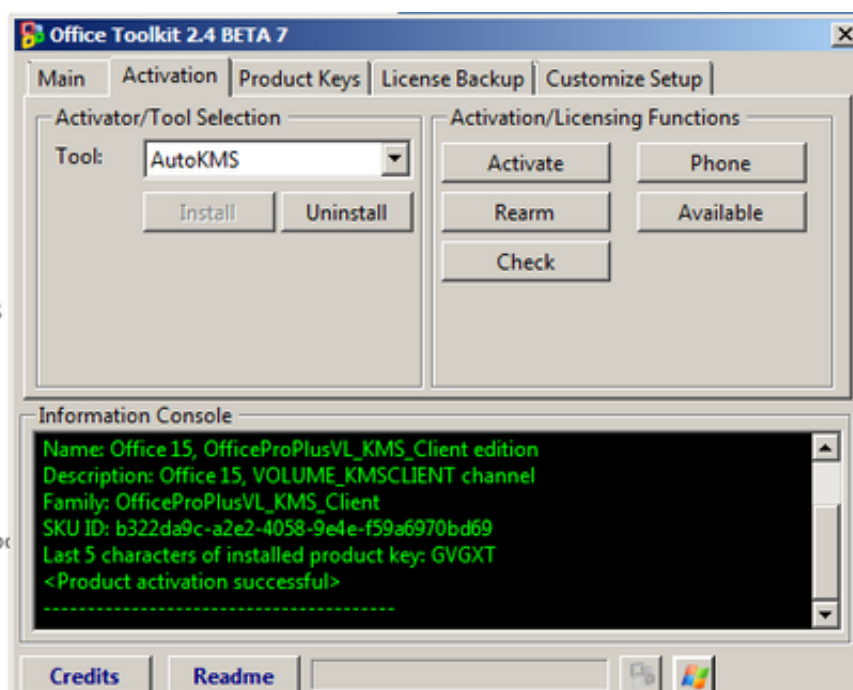 Office Toolkit 2.4 BETA 7
Main Activation Product Keys License Backup Customize Setup
Activator/Tool Selection
Tool: AutoKMS
Install Uninstall
Activation/Licensing Functions
Activate Phone
Rearm Available
Check
Information Console
Name: Office 15, OfficeProPlusVL_KMS_Client edition
Description: Office 15, VOLUME_KMSCLIENT channel
Family: OfficeProPlusVL_KMS_Client
SKU ID: b322da9c-a2e2-4058-9e4e-f59a6970bd69
Last 5 characters of installed product key: GVGXT
<Product activation successful>
----------------------------------------
Credits Readme